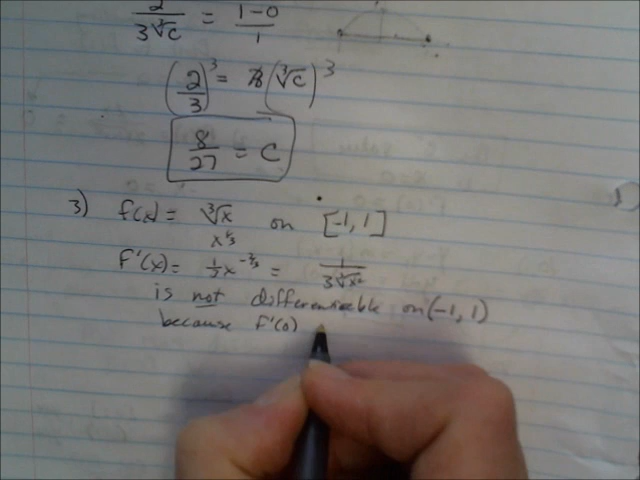 2/(3∛c) = (1-0)/1
(2/3)³ = (∛c)³
8/27 = C
3) f(x) = ∛x on [-1, 1]
x^(1/3)
f'(x) = 1/3 x^(-2/3) = 1/(3∛x²)
is not differentiable on (-1, 1)
because f'(0)